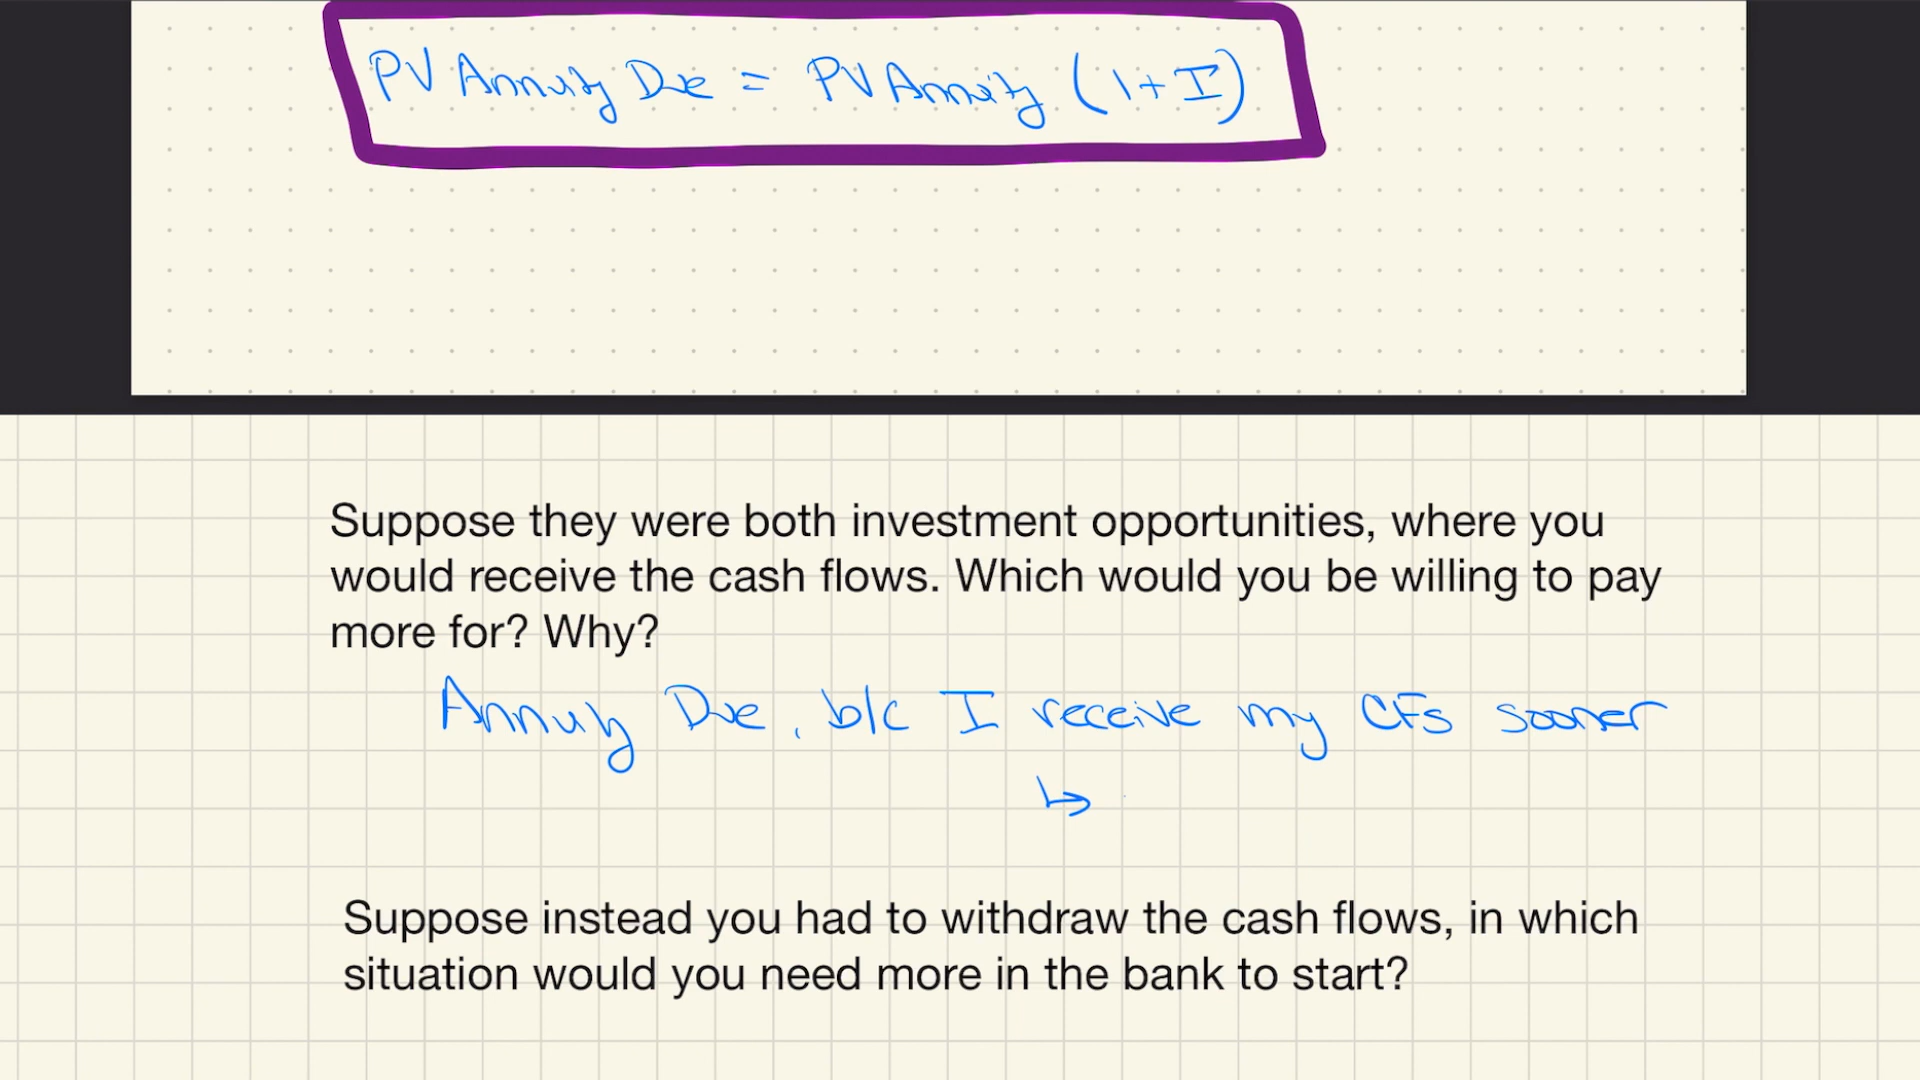 PV Annuity Due = PV Annuity (1+I)
Suppose they were both investment opportunities, where you
would receive the cash flows. Which would you be willing to pay
more for? Why?
Annuity Due, b/c I receive my CFs sooner
↳
Suppose instead you had to withdraw the cash flows, in which
situation would you need more in the bank to start?